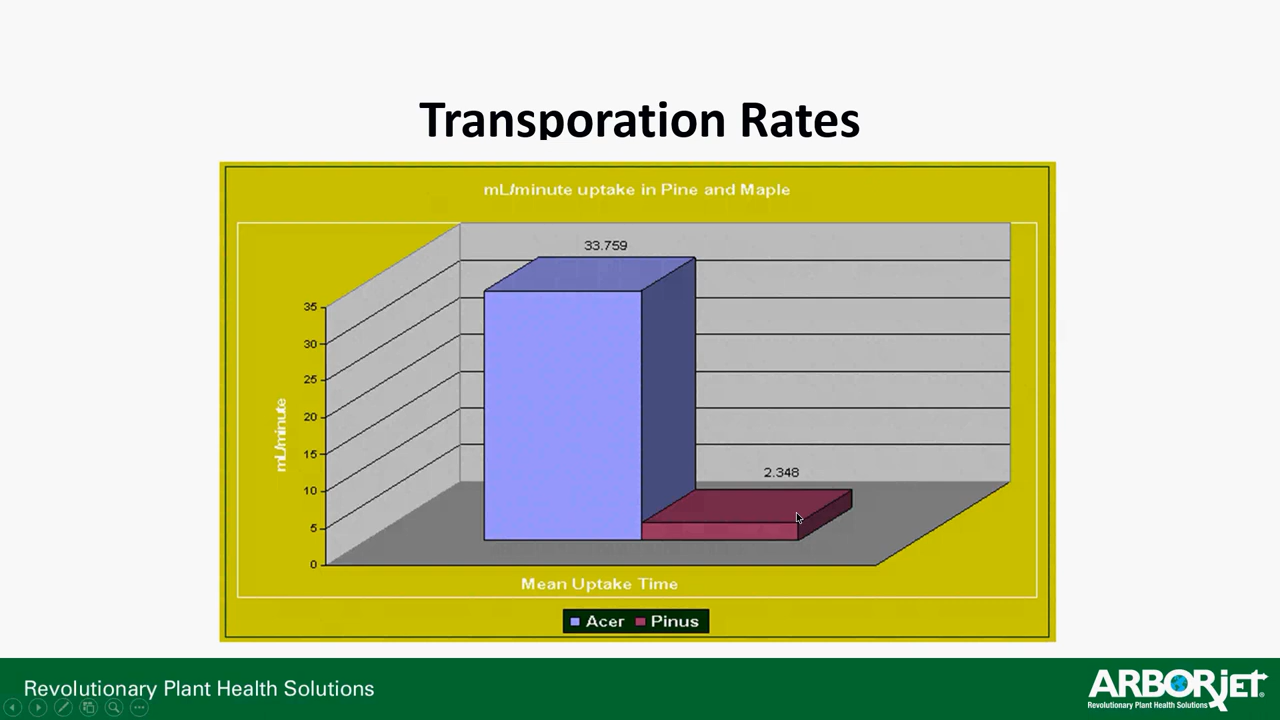 Transporation Rates
mL/minute uptake in Pine and Maple
33.759
2.348
35
30
25
20
15
10
5
0
mL/minute
Mean Uptake Time
Acer Pinus
Revolutionary Plant Health Solutions
ARBORjet
Revolutionary Plant Health Solutions